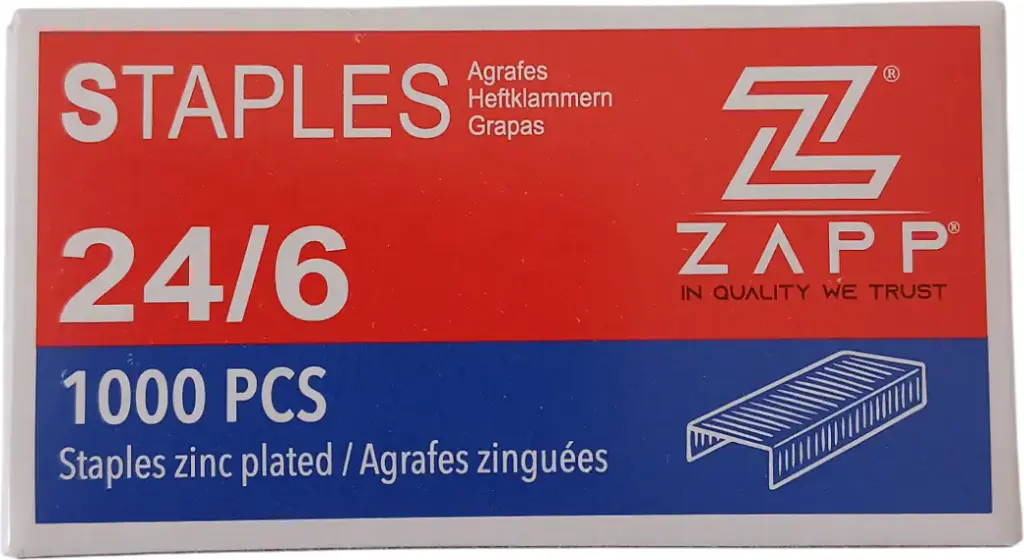 STAPLES
Agrafes
Heftklammern
Grapas
Z®
ZAPP®
IN QUALITY WE TRUST
24/6
1000 PCS
Staples zinc plated / Agrafes zinguées